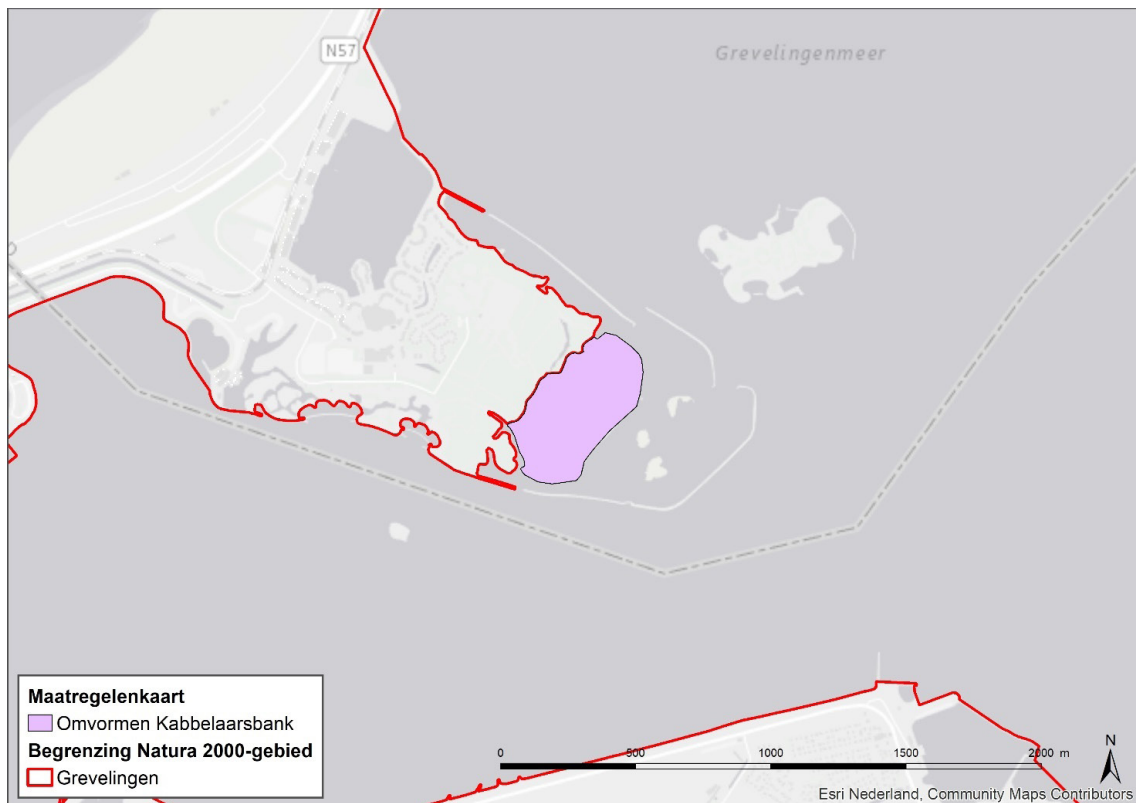 N57
Grevelingenmeer
Maatregelenkaart
Omvormen Kabbelaarsbank
Begrenzing Natura 2000-gebied
Grevelingen
0 500 1000 1500 2000 m
N
Esri Nederland, Community Maps Contributors